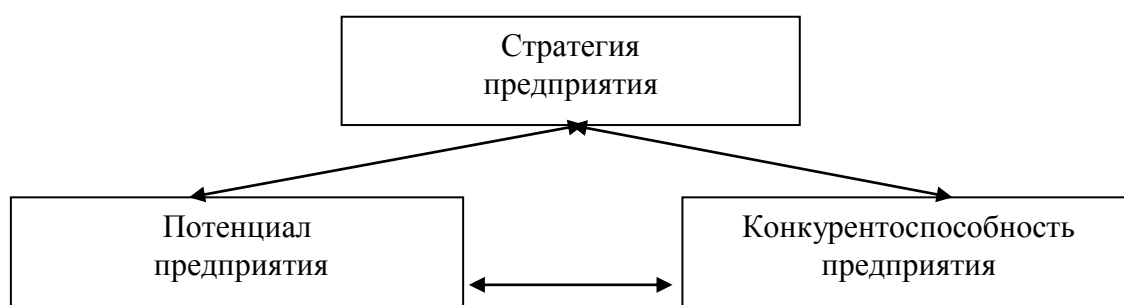 Стратегия
предприятия
Потенциал
предприятия
Конкурентоспособность
предприятия